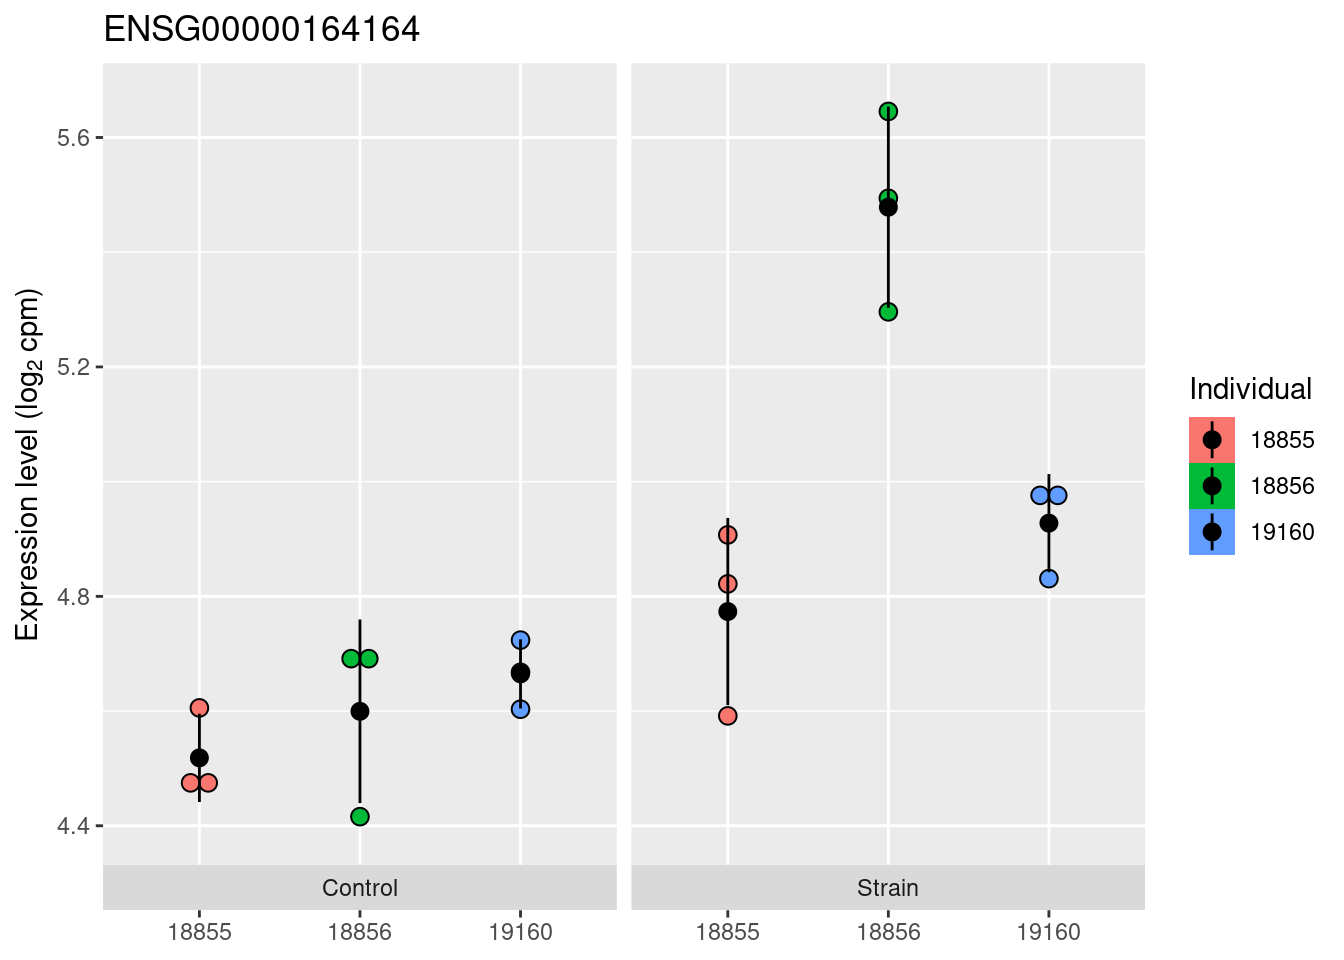 ENSG00000164164
Expression level (log₂ cpm)
5.6
5.2
4.8
4.4
Control
Strain
18855
18856
19160
18855
18856
19160
Individual
18855
18856
19160